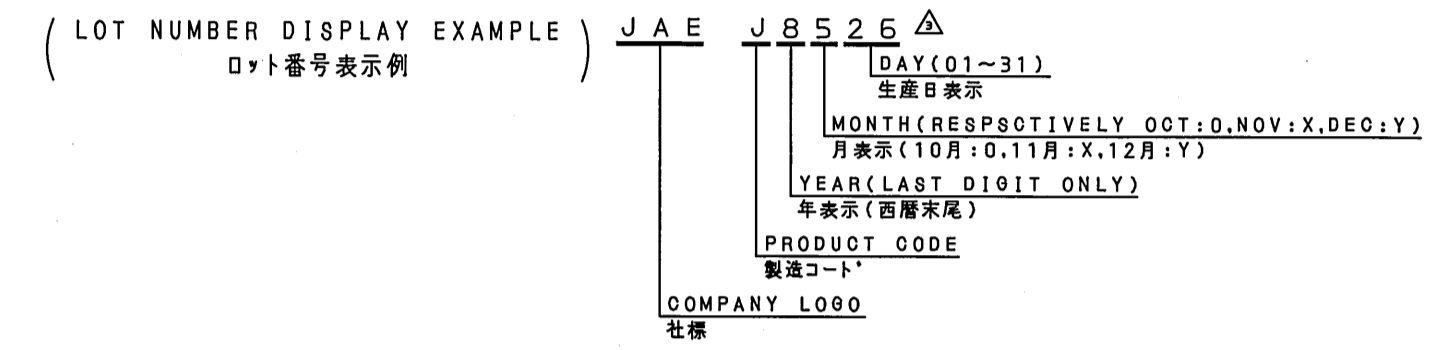 ( LOT NUMBER DISPLAY EXAMPLE )
ロット番号表示例
JAE J8526 3
DAY(01~31)
生産日表示
MONTH(RESPSCTIVELY OCT:O,NOV:X,DEC:Y)
月表示(10月:O,11月:X,12月:Y)
YEAR(LAST DIGIT ONLY)
年表示(西暦末尾)
PRODUCT CODE
製造コード
COMPANY LOGO
社標